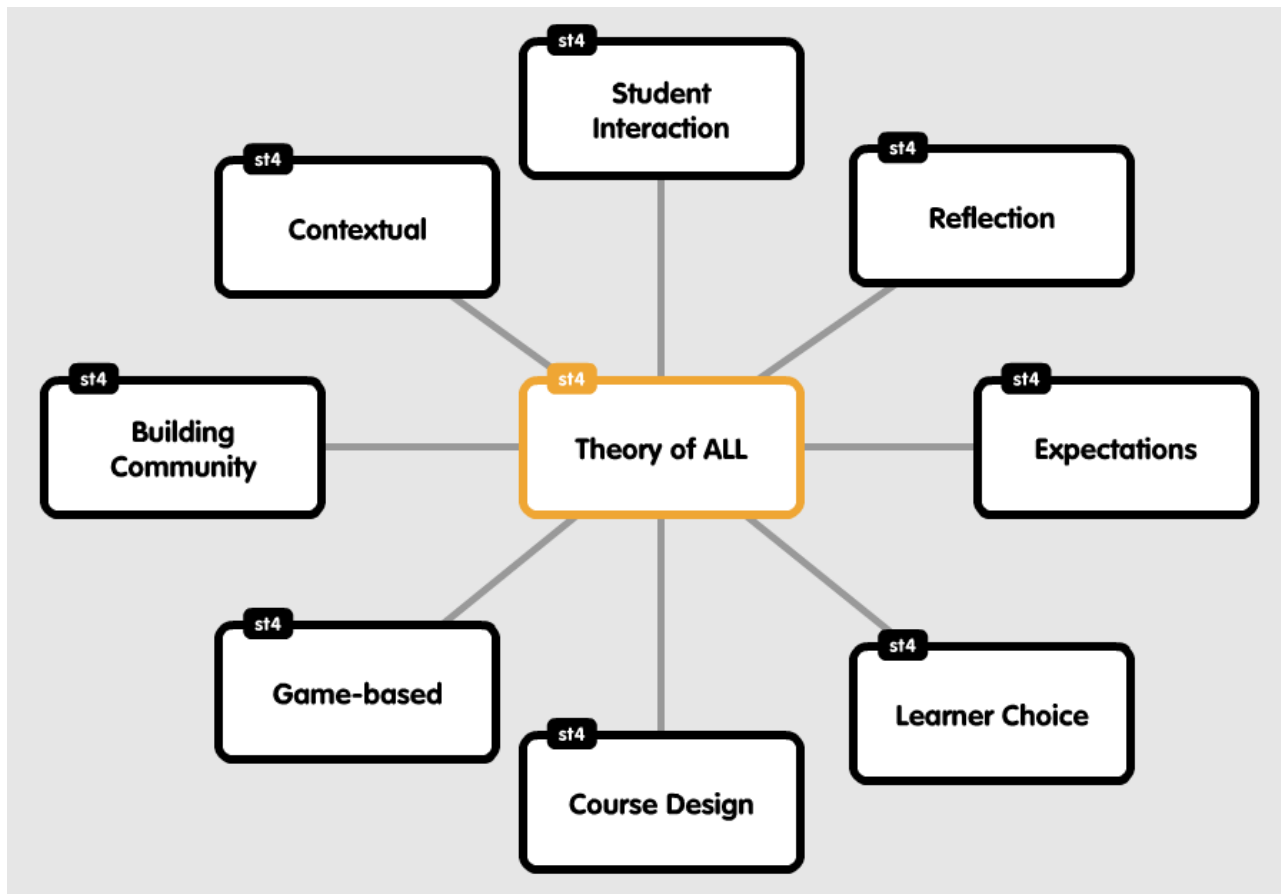 st4
Student
Interaction
st4
Reflection
st4
Contextual
st4
Building
Community
st4
Theory of ALL
st4
Expectations
st4
Game-based
st4
Learner Choice
st4
Course Design